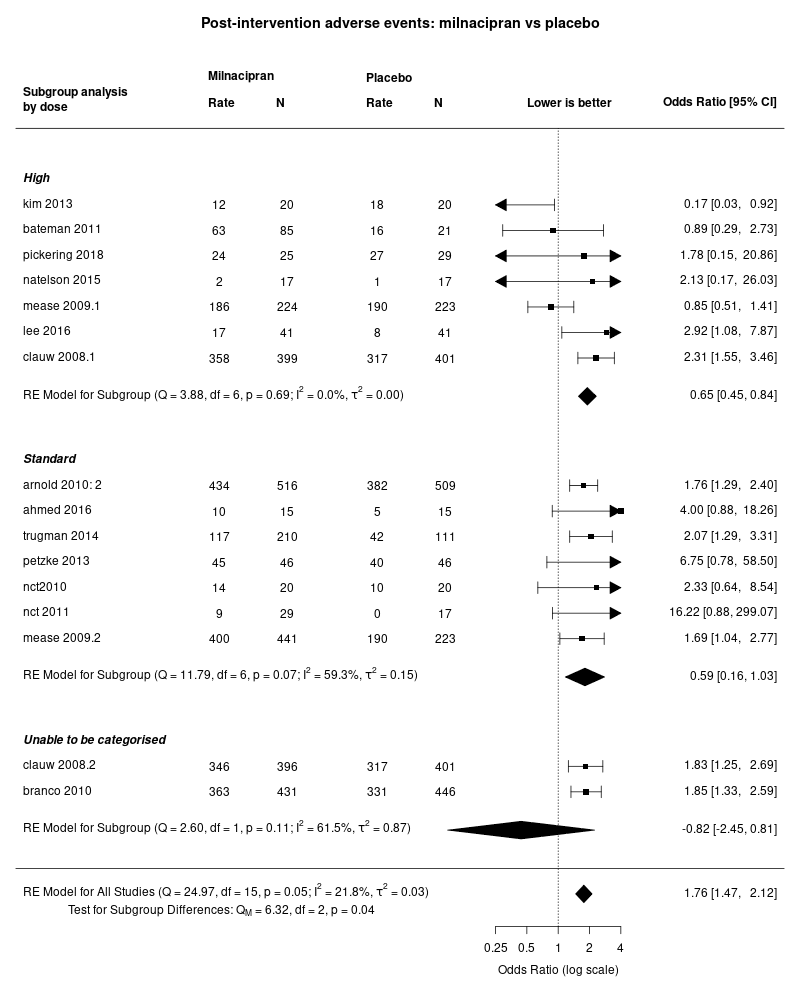 Post-intervention adverse events: milnacipran vs placebo
Milnacipran Placebo
Subgroup analysis
by dose
Rate N Rate N Lower is better Odds Ratio [95% CI]
High
kim 2013 12 20 18 20 0.17 [0.03, 0.92]
bateman 2011 63 85 16 21 0.89 [0.29, 2.73]
pickering 2018 24 25 27 29 1.78 [0.15, 20.86]
natelson 2015 2 17 1 17 2.13 [0.17, 26.03]
mease 2009.1 186 224 190 223 0.85 [0.51, 1.41]
lee 2016 17 41 8 41 2.92 [1.08, 7.87]
clauw 2008.1 358 399 317 401 2.31 [1.55, 3.46]
RE Model for Subgroup (Q = 3.88, df = 6, p = 0.69; I² = 0.0%, τ² = 0.00) 0.65 [0.45, 0.84]
Standard
arnold 2010: 2 434 516 382 509 1.76 [1.29, 2.40]
ahmed 2016 10 15 5 15 4.00 [0.88, 18.26]
trugman 2014 117 210 42 111 2.07 [1.29, 3.31]
petzke 2013 45 46 40 46 6.75 [0.78, 58.50]
nct2010 14 20 10 20 2.33 [0.64, 8.54]
nct 2011 9 29 0 17 16.22 [0.88, 299.07]
mease 2009.2 400 441 190 223 1.69 [1.04, 2.77]
RE Model for Subgroup (Q = 11.79, df = 6, p = 0.07; I² = 59.3%, τ² = 0.15) 0.59 [0.16, 1.03]
Unable to be categorised
clauw 2008.2 346 396 317 401 1.83 [1.25, 2.69]
branco 2010 363 431 331 446 1.85 [1.33, 2.59]
RE Model for Subgroup (Q = 2.60, df = 1, p = 0.11; I² = 61.5%, τ² = 0.87) -0.82 [-2.45, 0.81]
RE Model for All Studies (Q = 24.97, df = 15, p = 0.05; I² = 21.8%, τ² = 0.03) 1.76 [1.47, 2.12]
Test for Subgroup Differences: Q_M = 6.32, df = 2, p = 0.04
0.25 0.5 1 2 4
Odds Ratio (log scale)